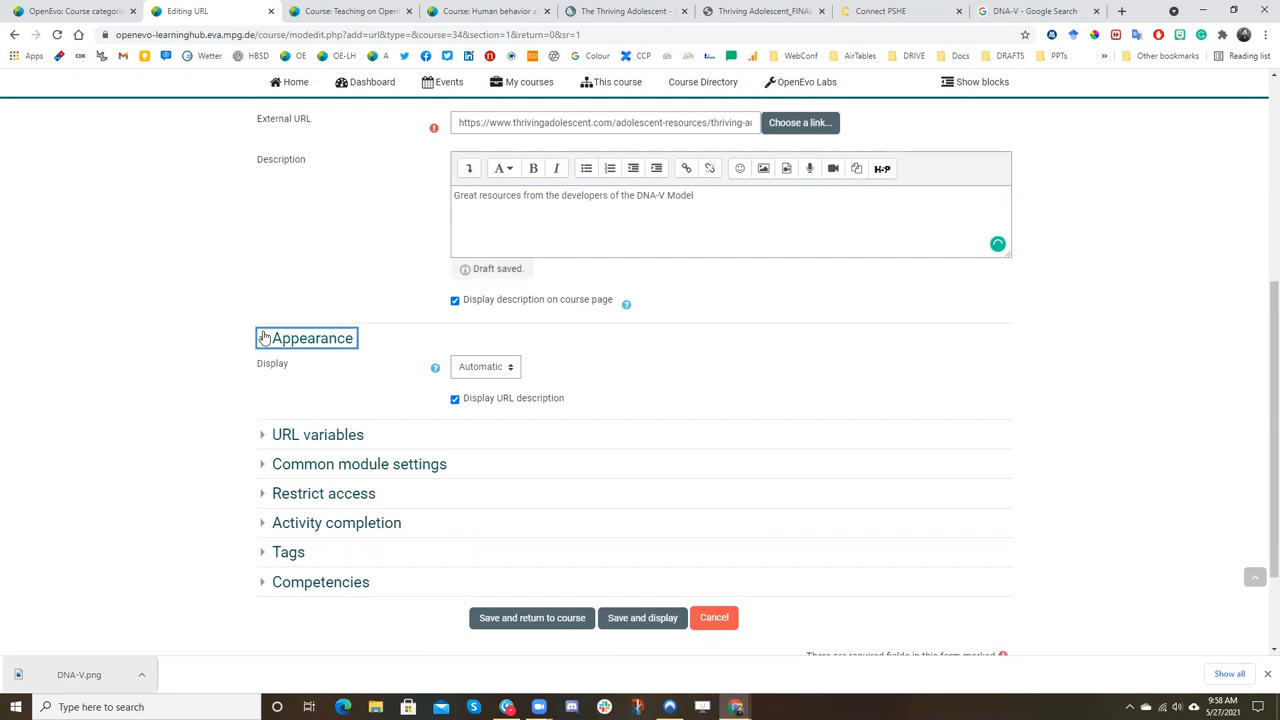 OpenEvo: Course categorie
Editing URL
Course: Teaching on Open
Course: Human behavior a
The Thriving Adolescent -
Thriving Adolescent_FINAL
Connect PSHE
DNA-V - Google Search
openevo-learninghub.eva.mpg.de/course/modedit.php?add=url&type=&course=34&section=1&return=0&sr=1
Apps
CKX
Wetter
HBSD
OE
OE-LH
A
Colour
CCP
WebConf
AirTables
DRIVE
Docs
DRAFTS
PPTs
»
Other bookmarks
Reading list
Home
Dashboard
Events
My courses
This course
Course Directory
OpenEvo Labs
Show blocks
External URL
https://www.thrivingadolescent.com/adolescent-resources/thriving-ac
Choose a link...
Description
A
B
I
H5P
Great resources from the developers of the DNA-V Model
Draft saved.
Display description on course page
Appearance
Display
Automatic
Display URL description
URL variables
Common module settings
Restrict access
Activity completion
Tags
Competencies
Save and return to course
Save and display
Cancel
There are required fields in this form marked
DNA-V.png
Show all
Type here to search
9:58 AM
5/27/2021